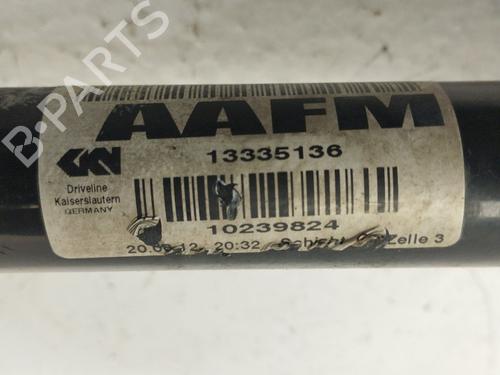 B-PARTS
AAFM
GKN
13335136
Driveline
Kaiserslautern
GERMANY
10239824
20:32 Zelle 3